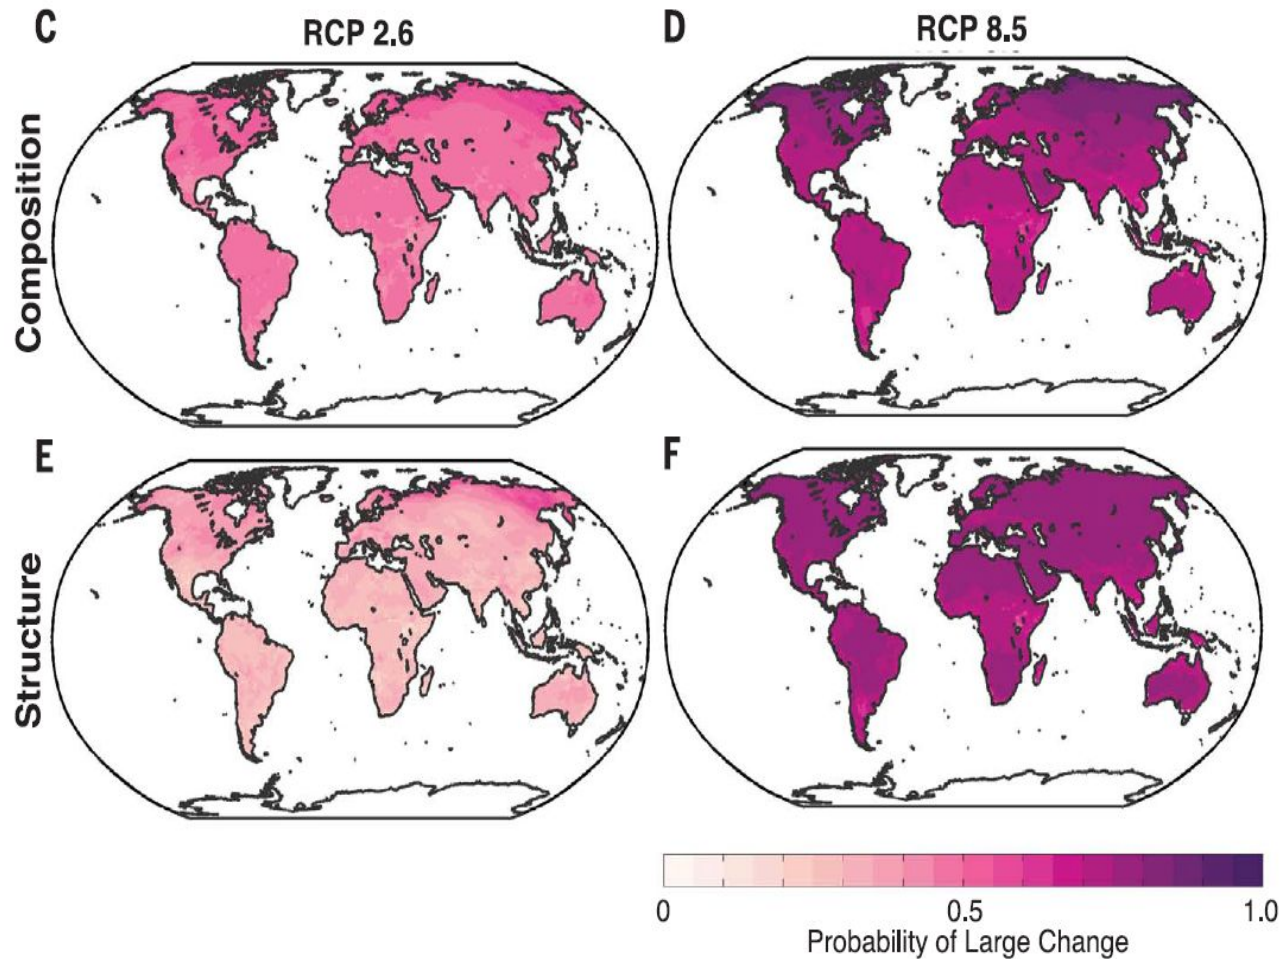 C RCP 2.6
D RCP 8.5
Composition
E
F
Structure
0 0.5 1.0
Probability of Large Change